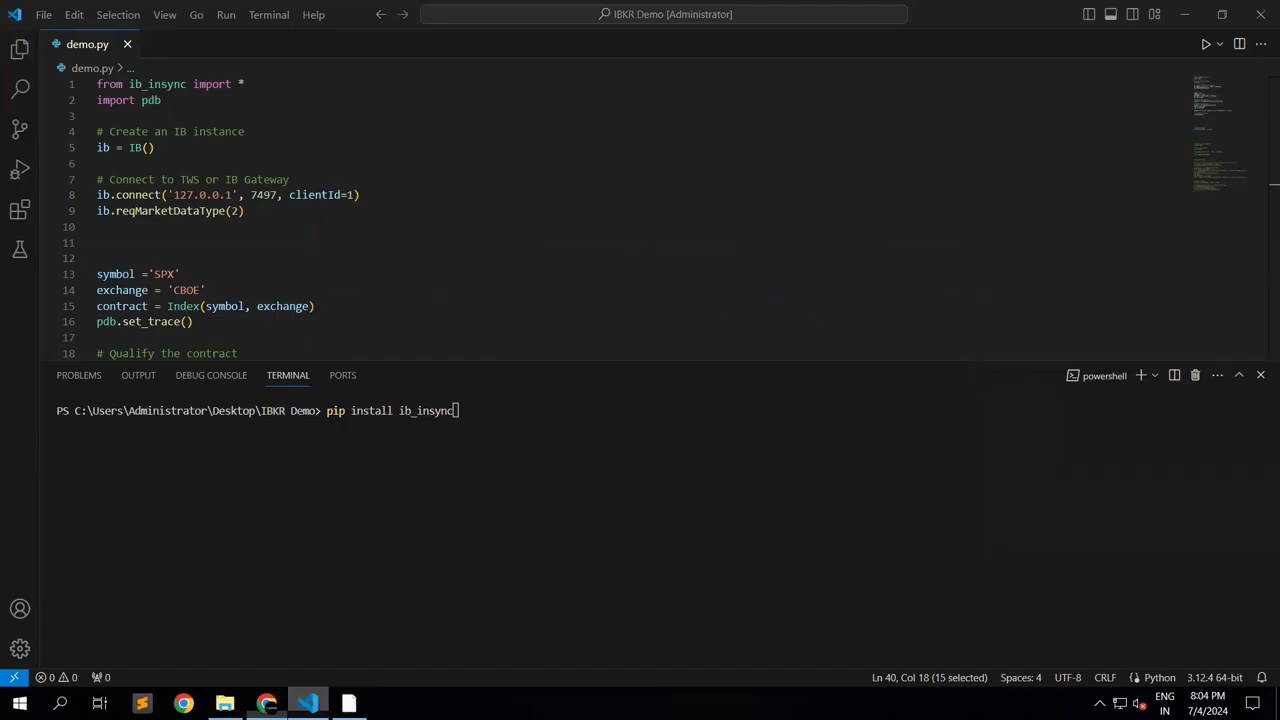 File Edit Selection View Go Run Terminal Help
IBKR Demo [Administrator]
demo.py
demo.py > ...
1 from ib_insync import *
2 import pdb
3
4 # Create an IB instance
5 ib = IB()
6
7 # Connect to TWS or IB Gateway
8 ib.connect('127.0.0.1', 7497, clientId=1)
9 ib.reqMarketDataType(2)
10
11
12
13 symbol ='SPX'
14 exchange = 'CBOE'
15 contract = Index(symbol, exchange)
16 pdb.set_trace()
17
18 # Qualify the contract
PROBLEMS OUTPUT DEBUG CONSOLE TERMINAL PORTS
powershell
PS C:\Users\Administrator\Desktop\IBKR Demo> pip install ib_insync
0 0 0
Ln 40, Col 18 (15 selected) Spaces: 4 UTF-8 CRLF Python 3.12.4 64-bit
ENG
IN
8:04 PM
7/4/2024